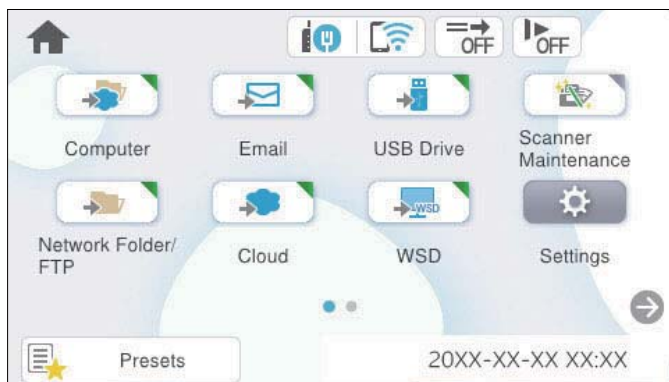 OFF
OFF
Computer
Email
USB Drive
Scanner
Maintenance
WSD
Network Folder/
FTP
Cloud
WSD
Settings
Presets
20XX-XX-XX XX:XX